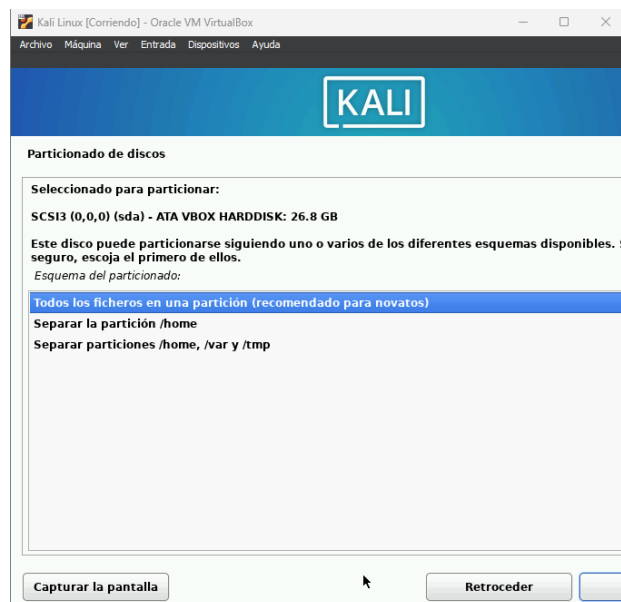 Kali Linux [Corriendo] - Oracle VM VirtualBox
Archivo Máquina Ver Entrada Dispositivos Ayuda
KALI
Particionado de discos
Seleccionado para particionar:
SCSI3 (0,0,0) (sda) - ATA VBOX HARDDISK: 26.8 GB
Este disco puede particionarse siguiendo uno o varios de los diferentes esquemas disponibles.
seguro, escoja el primero de ellos.
Esquema del particionado:
Todos los ficheros en una partición (recomendado para novatos)
Separar la partición /home
Separar particiones /home, /var y /tmp
Capturar la pantalla
Retroceder